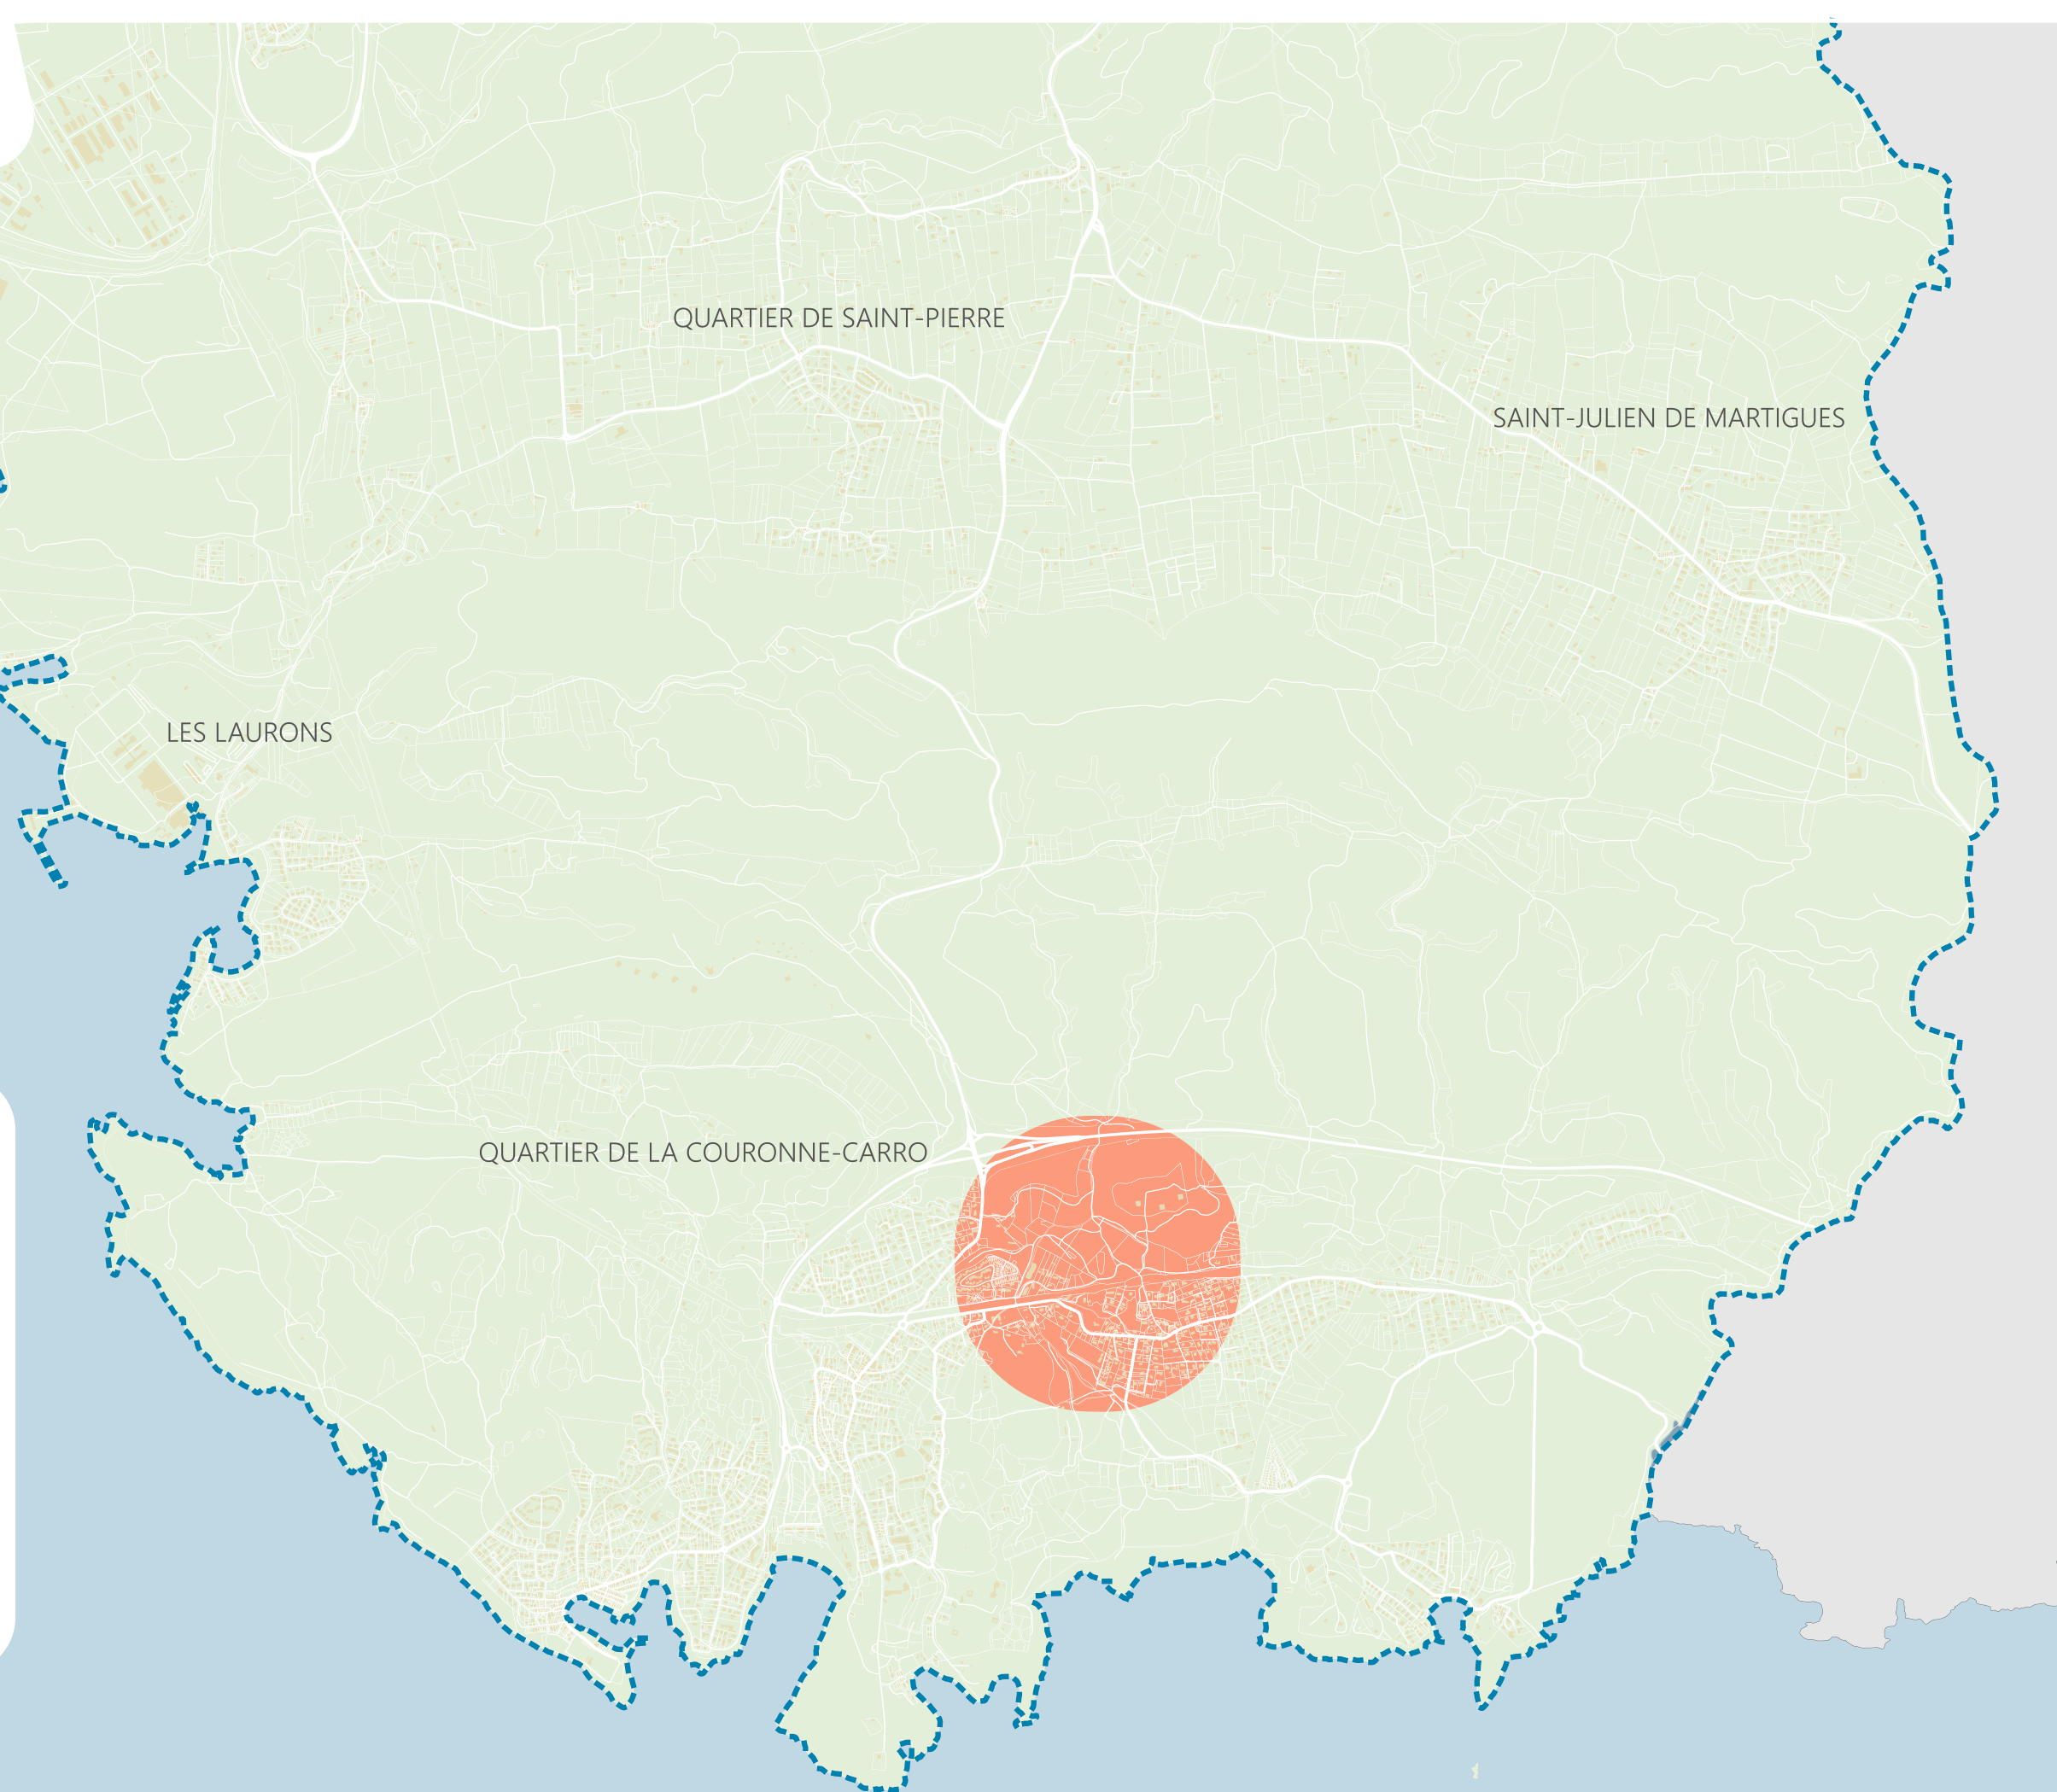 QUARTIER DE SAINT-PIERRE
SAINT-JULIEN DE MARTIGUES
LES LAURONS
QUARTIER DE LA COURONNE-CARRO